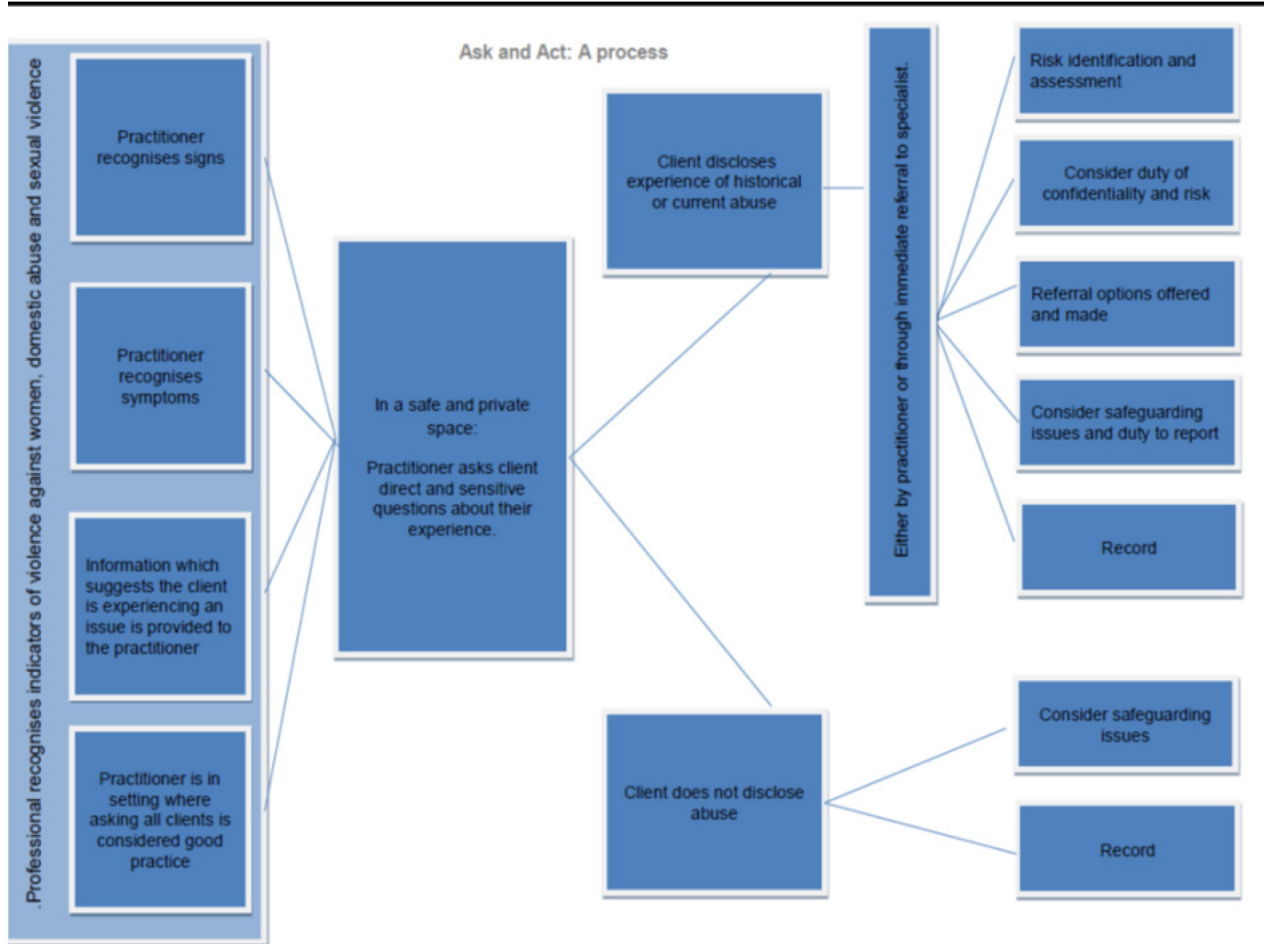 Ask and Act: A process
.Professional recognises indicators of violence against women, domestic abuse and sexual violence
Practitioner
recognises signs
Practitioner
recognises
symptoms
Information which
suggests the client
is experiencing an
issue is provided to
the practitioner
Practitioner is in
setting where
asking all clients is
considered good
practice
In a safe and private
space:
Practitioner asks client
direct and sensitive
questions about their
experience.
Client discloses
experience of historical
or current abuse
Either by practitioner or through immediate referral to specialist.
Risk identification and
assessment
Consider duty of
confidentiality and risk
Referral options offered
and made
Consider safeguarding
issues and duty to report
Record
Client does not disclose
abuse
Consider safeguarding
issues
Record